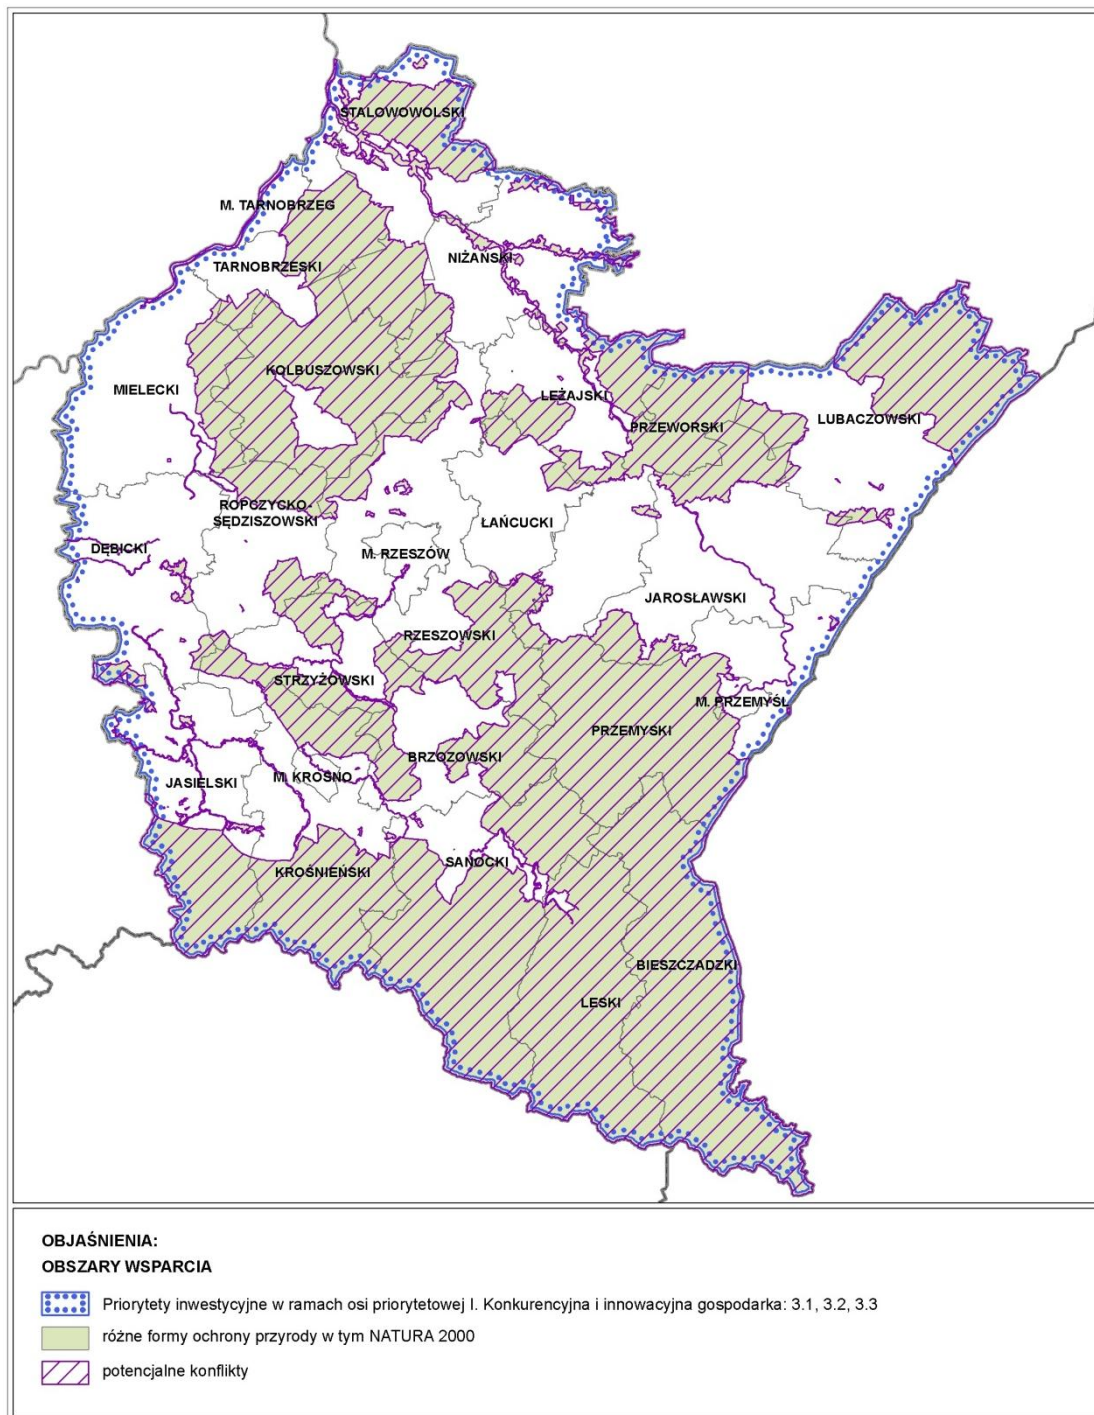 STALOWOWOLSKI
M. TARNOBRZEG
NIŻAŃSKI
TARNOBRZESKI
KOLBUSZOWSKI
MIELECKI
LEŻAJSKI
LUBACZOWSKI
PRZEWORSKI
ROPCZYCKO-
SĘDZISZOWSKI
ŁAŃCUCKI
DĘBICKI
M. RZESZÓW
JAROSŁAWSKI
RZESZOWSKI
STRZYŻOWSKI
M. PRZEMYŚL
PRZEMYSKI
BRZOZOWSKI
M. KROSNO
JASIELSKI
SANOCKI
KROŚNIEŃSKI
BIESZCZADZKI
LESKI
OBJAŚNIENIA:
OBSZARY WSPARCIA
Priorytety inwestycyjne w ramach osi priorytetowej I. Konkurencyjna i innowacyjna gospodarka: 3.1, 3.2, 3.3
różne formy ochrony przyrody w tym NATURA 2000
potencjalne konflikty